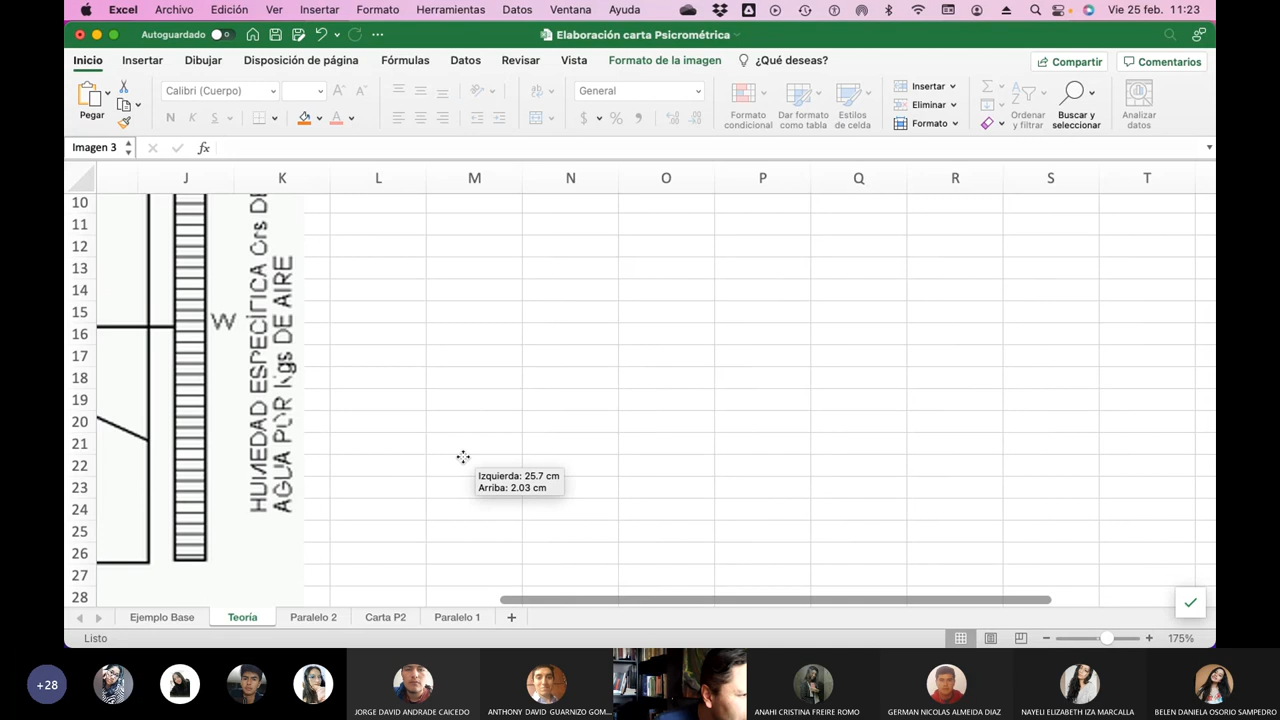 Excel Archivo Edición Ver Insertar Formato Herramientas Datos Ventana Ayuda Vie 25 feb. 11:23
Autoguardado Elaboración carta Psicrométrica
Inicio Insertar Dibujar Disposición de página Fórmulas Datos Revisar Vista Formato de la imagen ¿Qué deseas? Compartir Comentarios
Pegar
Calibri (Cuerpo)
General
N K S
$ %
Formato condicional
Dar formato como tabla
Estilos de celda
Insertar
Eliminar
Formato
Ordenar y filtrar
Buscar y seleccionar
Analizar datos
Imagen 3 fx
J K L M N O P Q R S T
10
11
12
13
14
15
16
17
18
19
20
21
22
23
24
25
26
27
28
W
HUMEDAD ESPECÍFICA Grs DE
AGUA POR Kgs DE AIRE
Izquierda: 25.7 cm
Arriba: 2.03 cm
Ejemplo Base Teoría Paralelo 2 Carta P2 Paralelo 1 +
Listo 175%
+28
JORGE DAVID ANDRADE CAICEDO
ANTHONY DAVID GUARNIZO GOM...
ANAHI CRISTINA FREIRE ROMO
GERMAN NICOLAS ALMEIDA DIAZ
NAYELI ELIZABETH IZA MARCALLA
BELEN DANIELA OSORIO SAMPEDRO